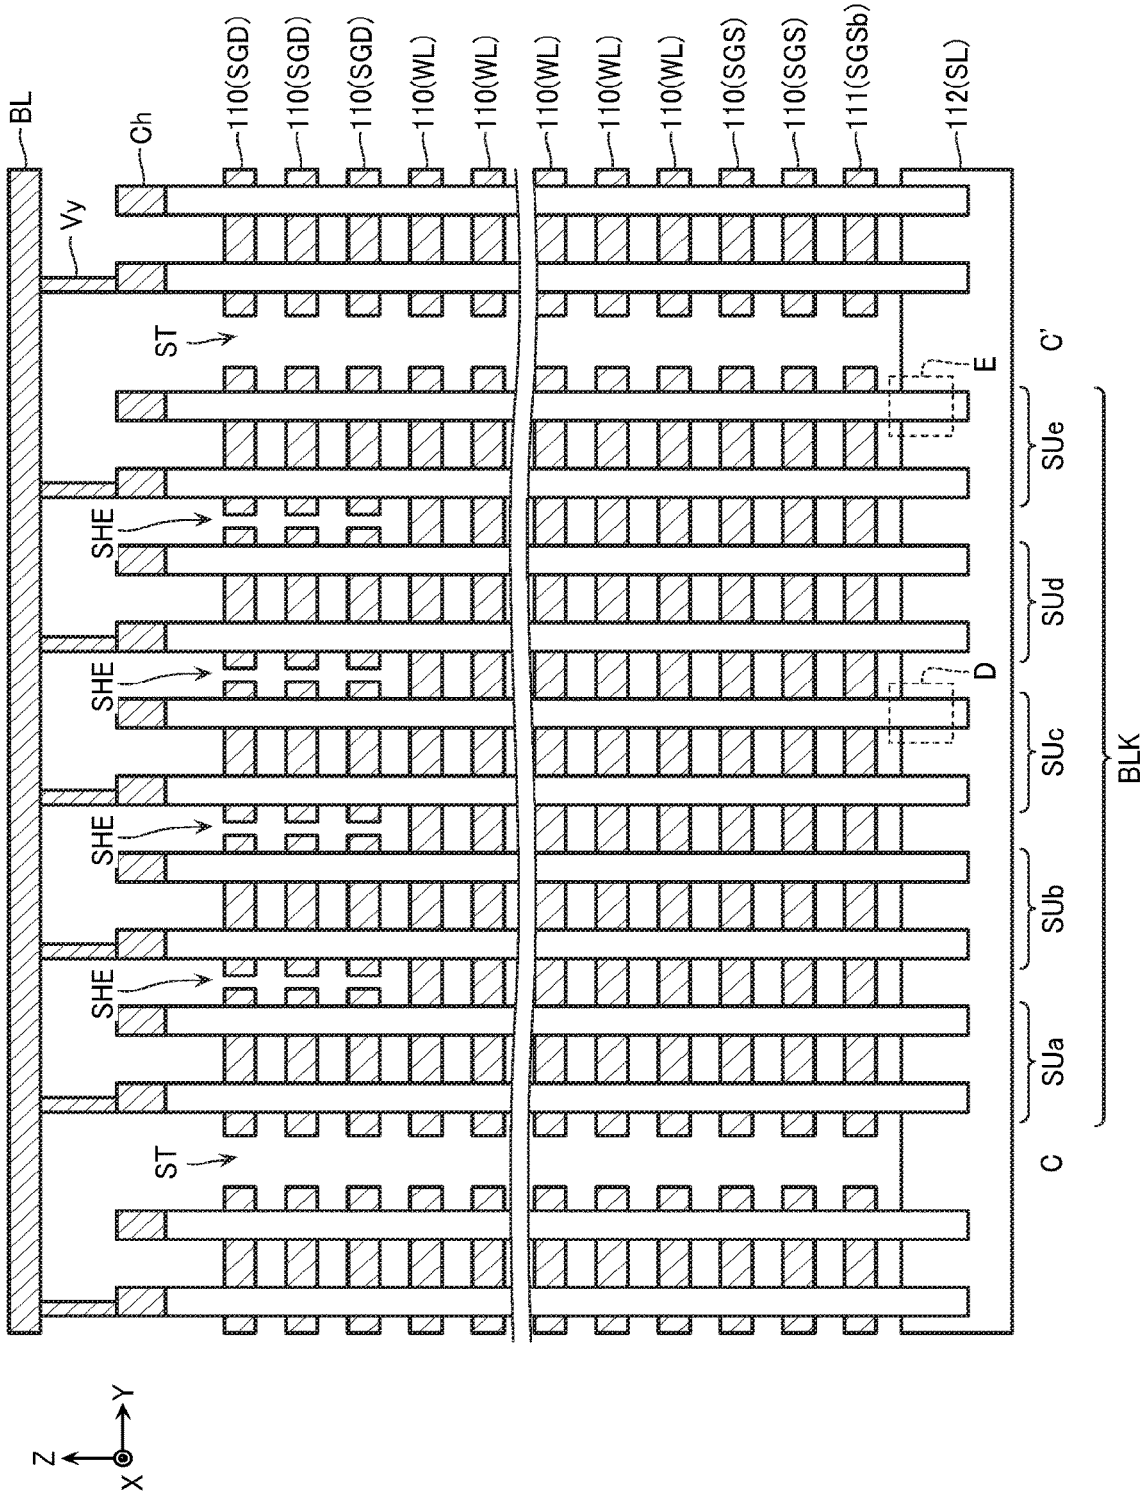 BL
Vy
Ch
110(SGD)
110(SGD)
110(SGD)
110(WL)
110(WL)
110(WL)
110(WL)
110(WL)
110(SGS)
110(SGS)
111(SGSb)
112(SL)
ST
SHE
SHE
SHE
SHE
ST
D
E
C
SUa
SUb
SUc
SUd
SUe
C'
BLK
Z
Y
X